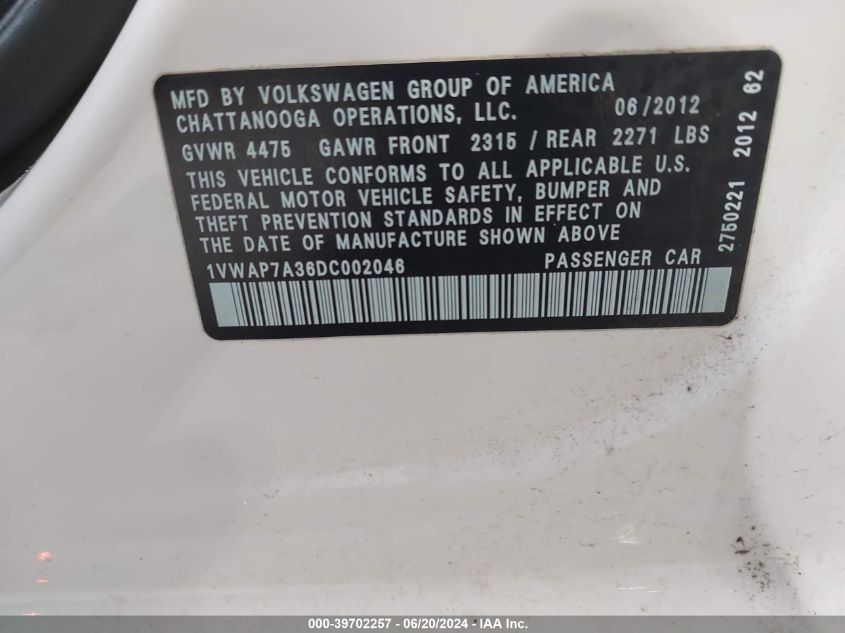 MFD BY VOLKSWAGEN GROUP OF AMERICA
CHATTANOOGA OPERATIONS, LLC. 06/2012
GVWR 4475 GAWR FRONT 2315 / REAR 2271 LBS
THIS VEHICLE CONFORMS TO ALL APPLICABLE U.S.
FEDERAL MOTOR VEHICLE SAFETY, BUMPER AND
THEFT PREVENTION STANDARDS IN EFFECT ON
THE DATE OF MANUFACTURE SHOWN ABOVE
1VWAP7A36DC002046 PASSENGER CAR
2750221 2012 62
000-39702257 - 06/20/2024 - IAAI.com